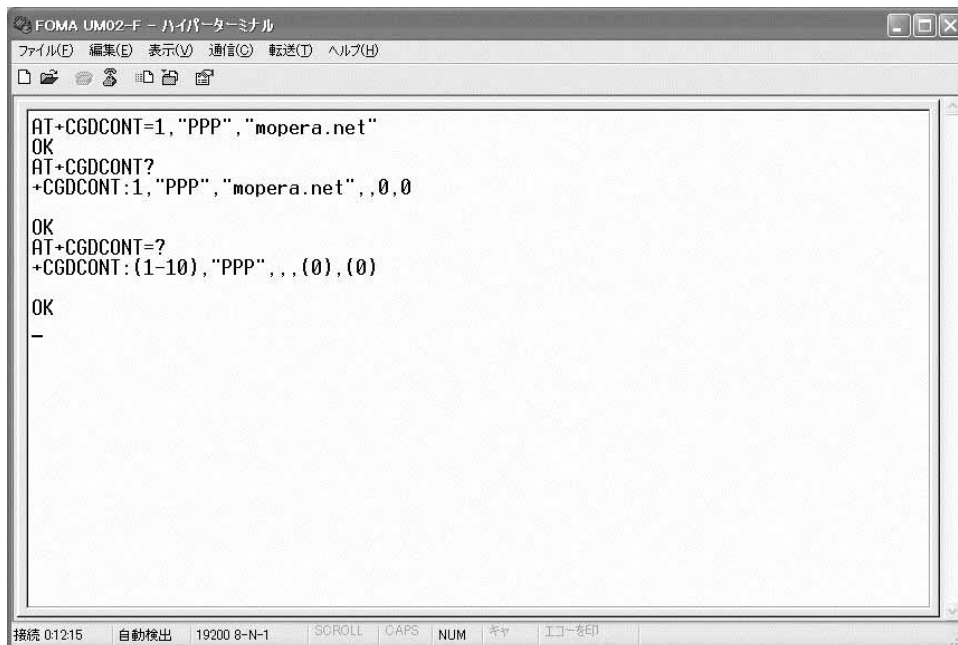 FOMA UM02-F - ハイパーターミナル
ファイル(F) 編集(E) 表示(V) 通信(C) 転送(T) ヘルプ(H)
AT+CGDCONT=1,"PPP","mopera.net"
OK
AT+CGDCONT?
+CGDCONT:1,"PPP","mopera.net",,0,0
OK
AT+CGDCONT=?
+CGDCONT:(1-10),"PPP",,,(0),(0)
OK
接続 0:12:15 自動検出 19200 8-N-1 SCROLL CAPS NUM キャ エコーを印